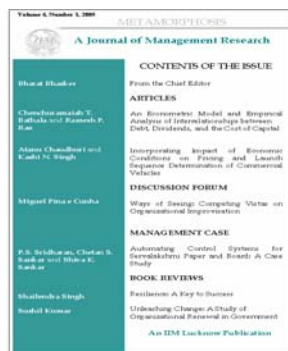 Volume 4, Number 1, 2005
METAMORPHOSIS
A Journal of Management Research
CONTENTS OF THE ISSUE
Bharat Bhasker
From the Chief Editor
ARTICLES
Chenchuramaiah T. Bathala and Ramesh P. Rao
An Econometric Model and Empirical
Analysis of Interrelationships between
Debt, Dividends, and the Cost of Capital
Atanu Chaudhuri and Kashi N. Singh
Incorporating Impact of Economic
Conditions on Pricing and Launch
Sequence Determination of Commercial
Vehicles
DISCUSSION FORUM
Miguel Pina e Cunha
Ways of Seeing: Competing Views on
Organizational Improvisation
MANAGEMENT CASE
P.S. Sridharan, Chetan S. Sankar and Shiva K. Sankar
Automating Control Systems for
Servalakshmi Paper and Board: A Case
Study
BOOK REVIEWS
Shailendra Singh
Resilience: A Key to Success
Sushil Kumar
Unleashing Change: A Study of
Organizational Renewal in Government
An IIM Lucknow Publication